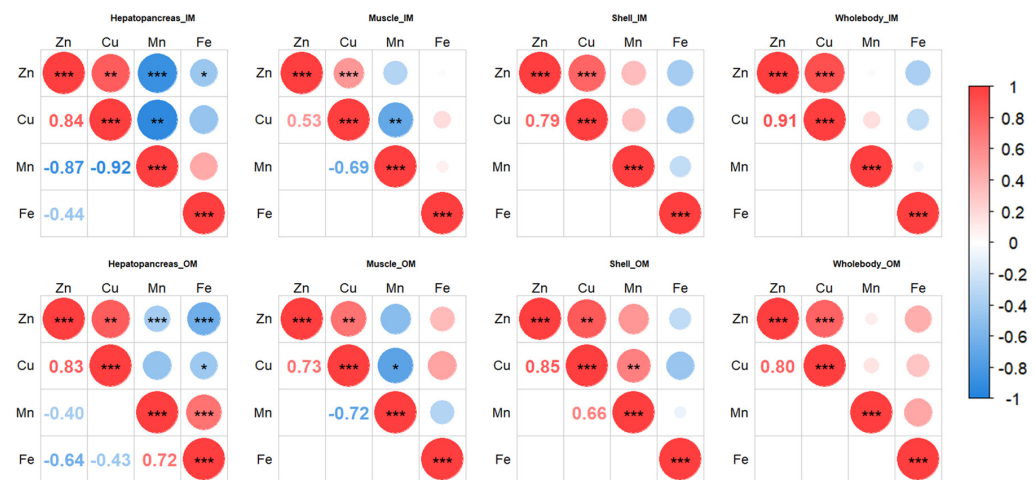 Hepatopancreas_IM Muscle_IM Shell_IM Wholebody_IM
Zn Cu Mn Fe Zn Cu Mn Fe Zn Cu Mn Fe Zn Cu Mn Fe
Zn *** ** *** * Zn *** *** Zn *** *** Zn *** ***
1
0.8
Cu 0.84 *** ** Cu 0.53 *** ** Cu 0.79 *** Cu 0.91 ***
0.6
Mn -0.87 -0.92 *** Mn -0.69 *** Mn *** Mn ***
0.4
Fe -0.44 *** Fe *** Fe *** Fe ***
0.2
0
Hepatopancreas_OM Muscle_OM Shell_OM Wholebody_OM
-0.2
Zn Cu Mn Fe Zn Cu Mn Fe Zn Cu Mn Fe Zn Cu Mn Fe
-0.4
Zn *** ** *** *** Zn *** ** Zn *** ** Zn *** ***
-0.6
Cu 0.83 *** * Cu 0.73 *** * Cu 0.85 *** ** Cu 0.80 ***
-0.8
-1
Mn -0.40 *** *** Mn -0.72 *** Mn 0.66 *** Mn ***
Fe -0.64 -0.43 0.72 *** Fe *** Fe *** Fe ***